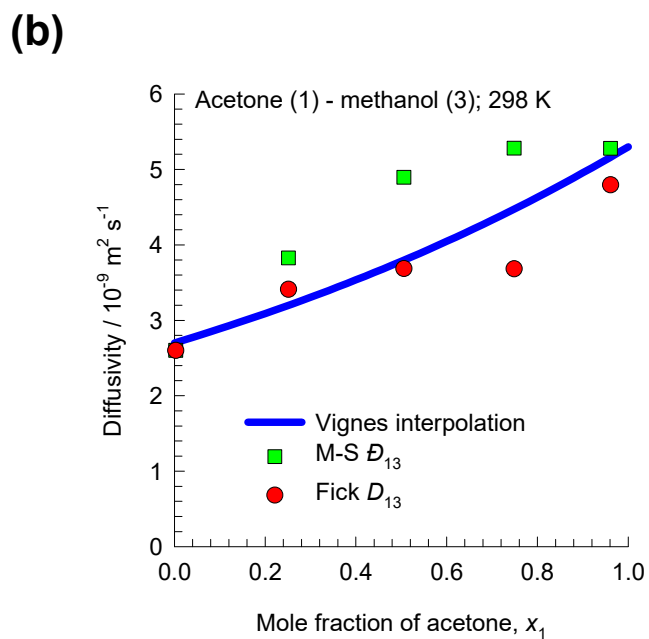 (b)
Acetone (1) - methanol (3); 298 K
6
5
4
3
2
1
0
Diffusivity / 10⁻⁹ m² s⁻¹
Vignes interpolation
M-S Đ₁₃
Fick D₁₃
0.0 0.2 0.4 0.6 0.8 1.0
Mole fraction of acetone, x₁